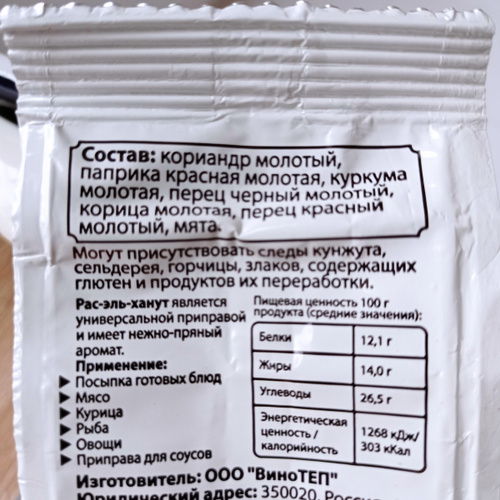 Состав: кориандр молотый,
паприка красная молотая, куркума
молотая, перец черный молотый,
корица молотая, перец красный
молотый, мята.
Могут присутствовать следы кунжута,
сельдерея, горчицы, злаков, содержащих
глютен и продуктов их переработки.
Рас-эль-ханут является
универсальной приправой
и имеет нежно-пряный
аромат.
Применение:
▶ Посыпка готовых блюд
▶ Мясо
▶ Курица
▶ Рыба
▶ Овощи
▶ Приправа для соусов
Пищевая ценность 100 г
продукта (средние значения):
Белки 12,1 г
Жиры 14,0 г
Углеводы 26,5 г
Энергетическая
ценность / 1268 кДж/
калорийность 303 кКал
Изготовитель: ООО "ВиноТЕП"
Юридический адрес: 350020, Россия